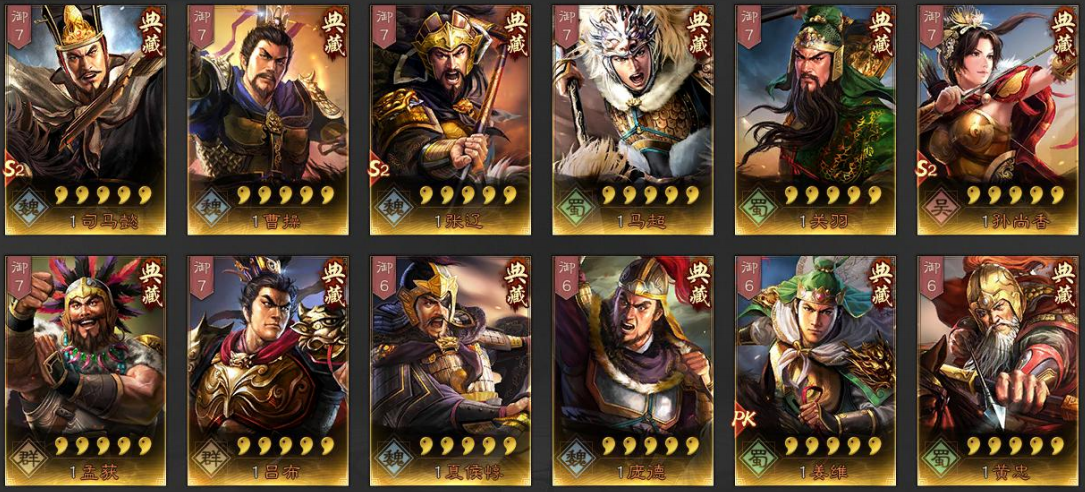 御
7
典藏
S2
魏
1司马懿
御
7
典藏
魏
1曹操
御
7
典藏
S2
魏
1张辽
御
7
典藏
蜀
1马超
御
7
典藏
蜀
1关羽
御
7
典藏
S2
吴
1孙尚香
御
7
典藏
群
1孟获
御
7
典藏
群
1吕布
御
6
典藏
魏
1夏侯惇
御
6
典藏
魏
1庞德
御
6
典藏
PK
蜀
1姜维
御
6
典藏
蜀
1黄忠